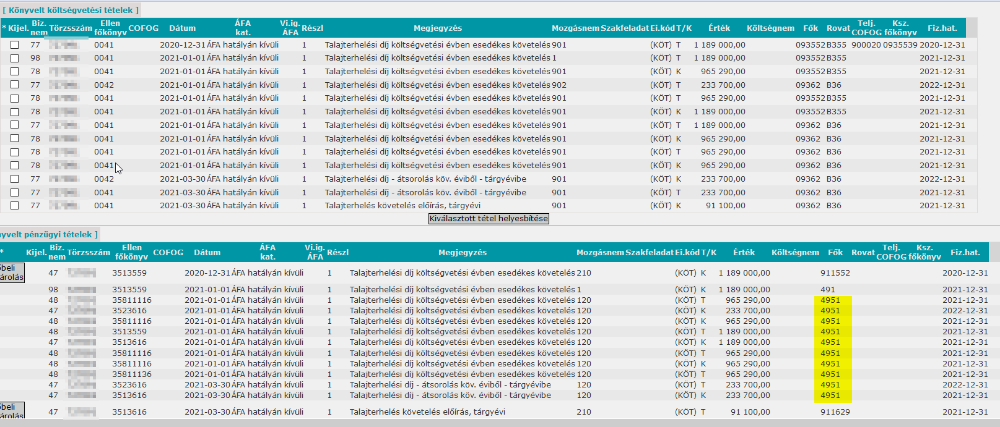 [ Könyvelt költségvetési tételek ]
* Kijel. Biz. nem Törzsszám Ellen főkönyv COFOG Dátum ÁFA kat. Vi.ig. ÁFA Részl Megjegyzés Mozgásnem Szakfeladat Ei.kód T/K Érték Költségnem Fők Rovat Telj. COFOG Ksz. főkönyv Fiz.hat.
77 0041 2020-12-31 ÁFA hatályán kívüli 1 Talajterhelési díj költségvetési évben esedékes követelés 901 (KÖT) T 1 189 000,00 093552 B355 900020 0935539 2020-12-31
98 0041 2021-01-01 ÁFA hatályán kívüli 1 Talajterhelési díj költségvetési évben esedékes követelés 1 (KÖT) T 1 189 000,00 093552 B355 2021-12-31
78 0041 2021-01-01 ÁFA hatályán kívüli 1 Talajterhelési díj költségvetési évben esedékes követelés 901 (KÖT) K 965 290,00 093552 B355 2021-12-31
77 0042 2021-01-01 ÁFA hatályán kívüli 1 Talajterhelési díj költségvetési évben esedékes követelés 902 (KÖT) T 233 700,00 09362 B36 2022-12-31
78 0041 2021-01-01 ÁFA hatályán kívüli 1 Talajterhelési díj költségvetési évben esedékes követelés 901 (KÖT) T 965 290,00 093552 B355 2021-12-31
78 0041 2021-01-01 ÁFA hatályán kívüli 1 Talajterhelési díj költségvetési évben esedékes követelés 901 (KÖT) K 1 189 000,00 093552 B355 2021-12-31
77 0041 2021-01-01 ÁFA hatályán kívüli 1 Talajterhelési díj költségvetési évben esedékes követelés 901 (KÖT) T 1 189 000,00 09362 B36 2021-12-31
78 0041 2021-01-01 ÁFA hatályán kívüli 1 Talajterhelési díj költségvetési évben esedékes követelés 901 (KÖT) K 965 290,00 09362 B36 2021-12-31
78 0041 2021-01-01 ÁFA hatályán kívüli 1 Talajterhelési díj költségvetési évben esedékes követelés 901 (KÖT) T 965 290,00 09362 B36 2021-12-31
78 0041 2021-01-01 ÁFA hatályán kívüli 1 Talajterhelési díj költségvetési évben esedékes követelés 901 (KÖT) K 965 290,00 09362 B36 2021-12-31
77 0042 2021-03-30 ÁFA hatályán kívüli 1 Talajterhelési díj - átsorolás köv. éviből - tárgyévibe 901 (KÖT) K 233 700,00 09362 B36 2022-12-31
77 0041 2021-03-30 ÁFA hatályán kívüli 1 Talajterhelési díj - átsorolás köv. éviből - tárgyévibe 901 (KÖT) T 233 700,00 09362 B36 2021-12-31
77 0041 2021-03-30 ÁFA hatályán kívüli 1 Talajterhelés követelés előírás, tárgyévi 901 (KÖT) K 91 100,00 09362 B36 2021-12-31
Kiválasztott tétel helyesbítése
nyvelt pénzügyi tételek ]
* Kijel. Biz. nem Törzsszám Ellen főkönyv COFOG Dátum ÁFA kat. Vi.ig. ÁFA Részl Megjegyzés Mozgásnem Szakfeladat Ei.kód T/K Érték Költségnem Fők Rovat Telj. COFOG Ksz. főkönyv Fiz.hat.
őbeli árolás 47 3513559 2020-12-31 ÁFA hatályán kívüli 1 Talajterhelési díj költségvetési évben esedékes követelés 210 (KÖT) K 1 189 000,00 911552 2020-12-31
98 3513559 2021-01-01 ÁFA hatályán kívüli 1 Talajterhelési díj költségvetési évben esedékes követelés 1 (KÖT) K 1 189 000,00 491 2021-12-31
48 35811116 2021-01-01 ÁFA hatályán kívüli 1 Talajterhelési díj költségvetési évben esedékes követelés 120 (KÖT) T 965 290,00 4951 2021-12-31
47 3523616 2021-01-01 ÁFA hatályán kívüli 1 Talajterhelési díj költségvetési évben esedékes követelés 120 (KÖT) K 233 700,00 4951 2022-12-31
48 35811116 2021-01-01 ÁFA hatályán kívüli 1 Talajterhelési díj költségvetési évben esedékes követelés 120 (KÖT) K 965 290,00 4951 2021-12-31
48 3513559 2021-01-01 ÁFA hatályán kívüli 1 Talajterhelési díj költségvetési évben esedékes követelés 120 (KÖT) T 1 189 000,00 4951 2021-12-31
47 3513616 2021-01-01 ÁFA hatályán kívüli 1 Talajterhelési díj költségvetési évben esedékes követelés 120 (KÖT) K 1 189 000,00 4951 2021-12-31
48 35811116 2021-01-01 ÁFA hatályán kívüli 1 Talajterhelési díj költségvetési évben esedékes követelés 120 (KÖT) T 965 290,00 4951 2021-12-31
48 35811116 2021-01-01 ÁFA hatályán kívüli 1 Talajterhelési díj költségvetési évben esedékes követelés 120 (KÖT) K 965 290,00 4951 2021-12-31
48 35811136 2021-01-01 ÁFA hatályán kívüli 1 Talajterhelési díj költségvetési évben esedékes követelés 120 (KÖT) T 965 290,00 4951 2021-12-31
47 3523616 2021-03-30 ÁFA hatályán kívüli 1 Talajterhelési díj - átsorolás köv. éviből - tárgyévibe 120 (KÖT) T 233 700,00 4951 2022-12-31
47 3513616 2021-03-30 ÁFA hatályán kívüli 1 Talajterhelési díj - átsorolás köv. éviből - tárgyévibe 120 (KÖT) K 233 700,00 4951 2021-12-31
őbeli árolás 47 3513616 2021-03-30 ÁFA hatályán kívüli 1 Talajterhelés követelés előírás, tárgyévi 210 (KÖT) T 91 100,00 911629 2021-12-31